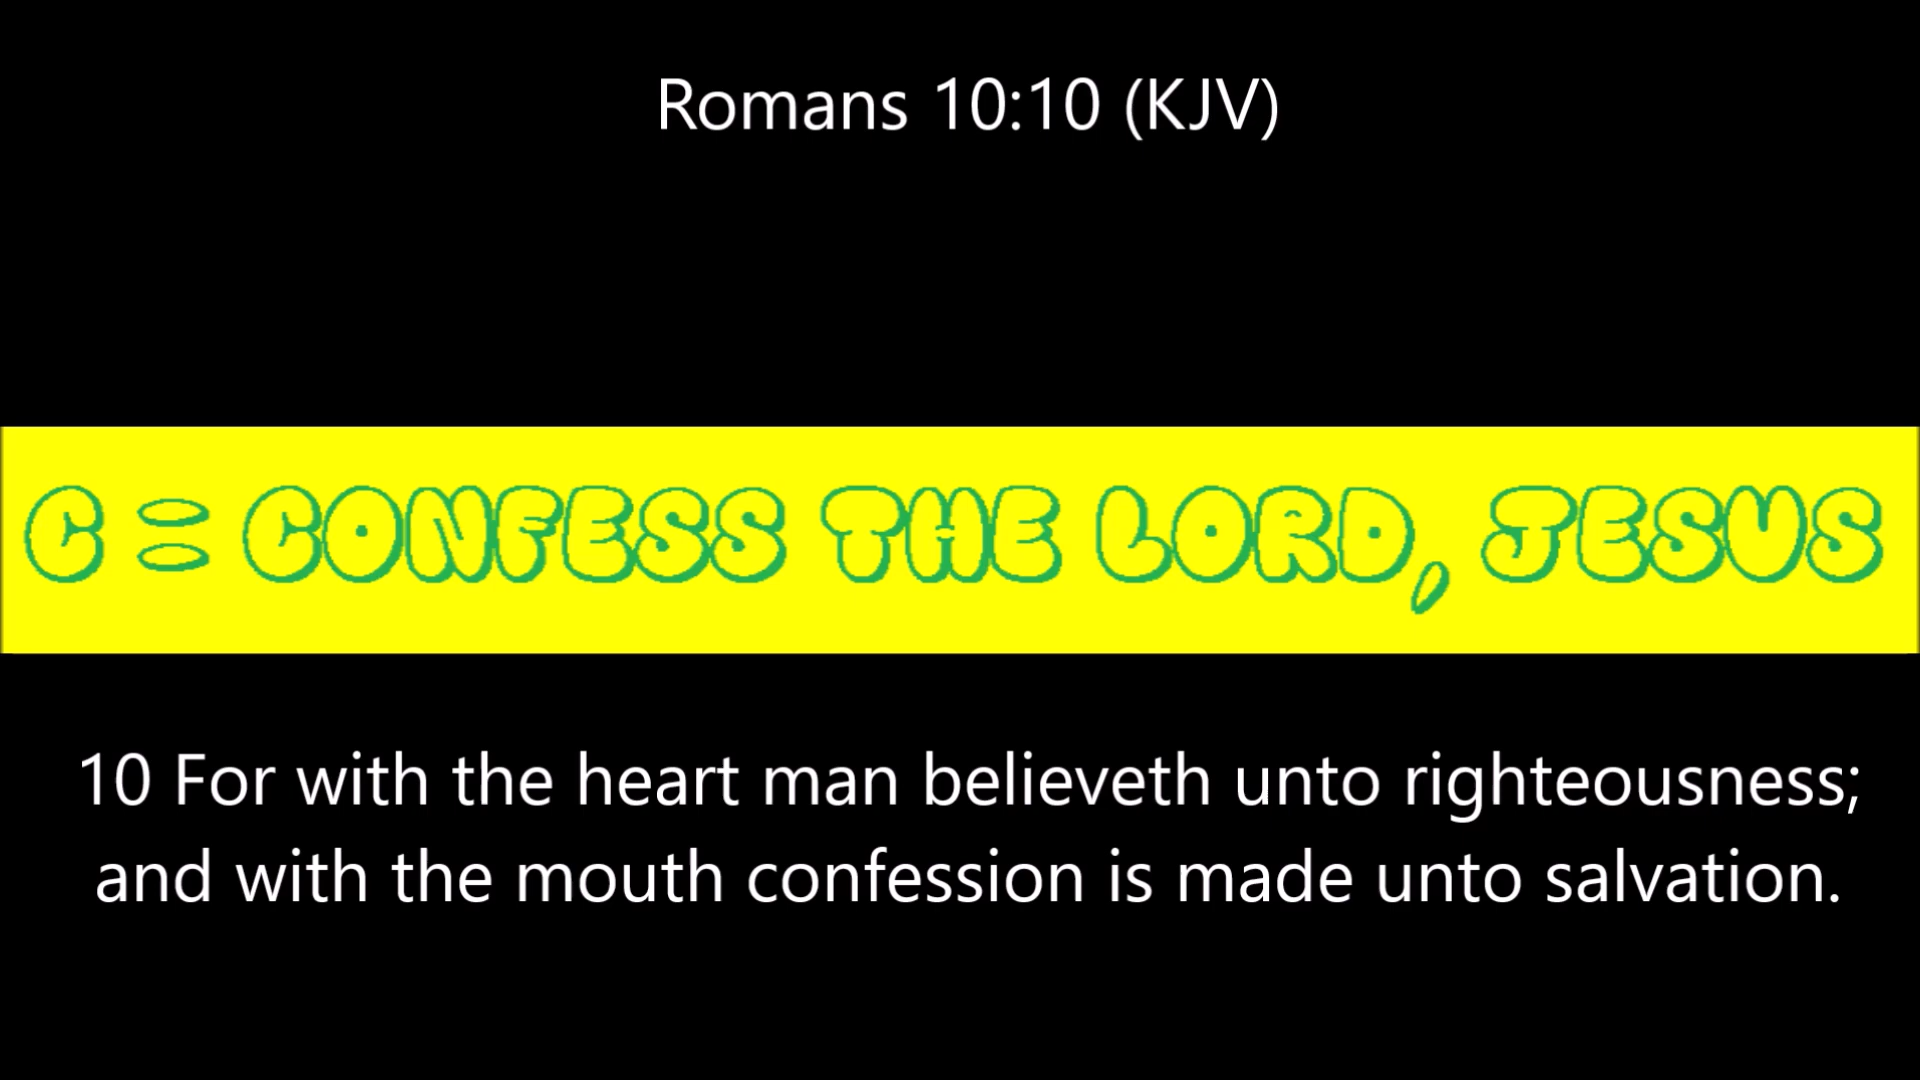 Romans 10:10 (KJV)
C = CONFESS THE LORD, JESUS
10 For with the heart man believeth unto righteousness;
and with the mouth confession is made unto salvation.